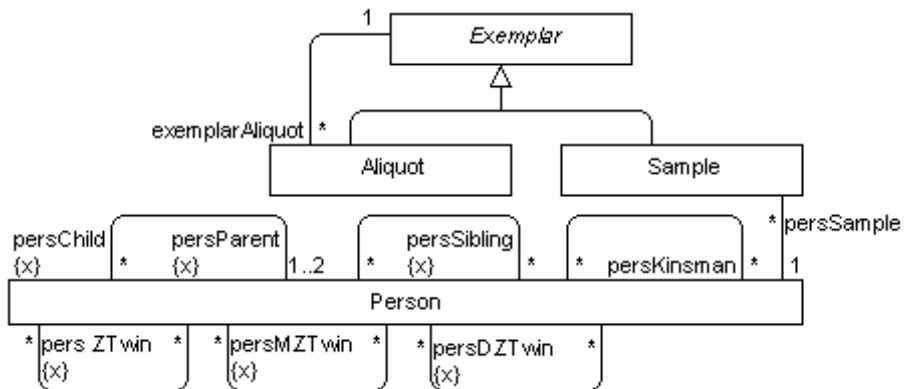 1
Exemplar
exemplarAliquot *
Aliquot
Sample
persChild
{x}
*
persParent
{x}
1..2
*
persSibling
{x}
*
*
persKinsman
*
* persSample
1
Person
* pers ZTwin *
{x}
* persMZTwin *
{x}
* persDZTwin *
{x}